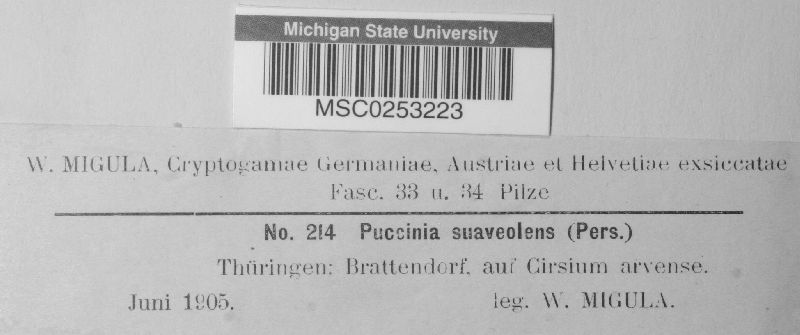 Michigan State University
MSC0253223
W. MIGULA, Cryptogamae Germaniae, Austriae et Helvetiae exsiccatae
Fasc. 33 u. 34 Pilze
No. 214 Puccinia suaveolens (Pers.)
Thüringen: Brattendorf, auf Cirsium arvense.
Juni 1905. leg. W. MIGULA.